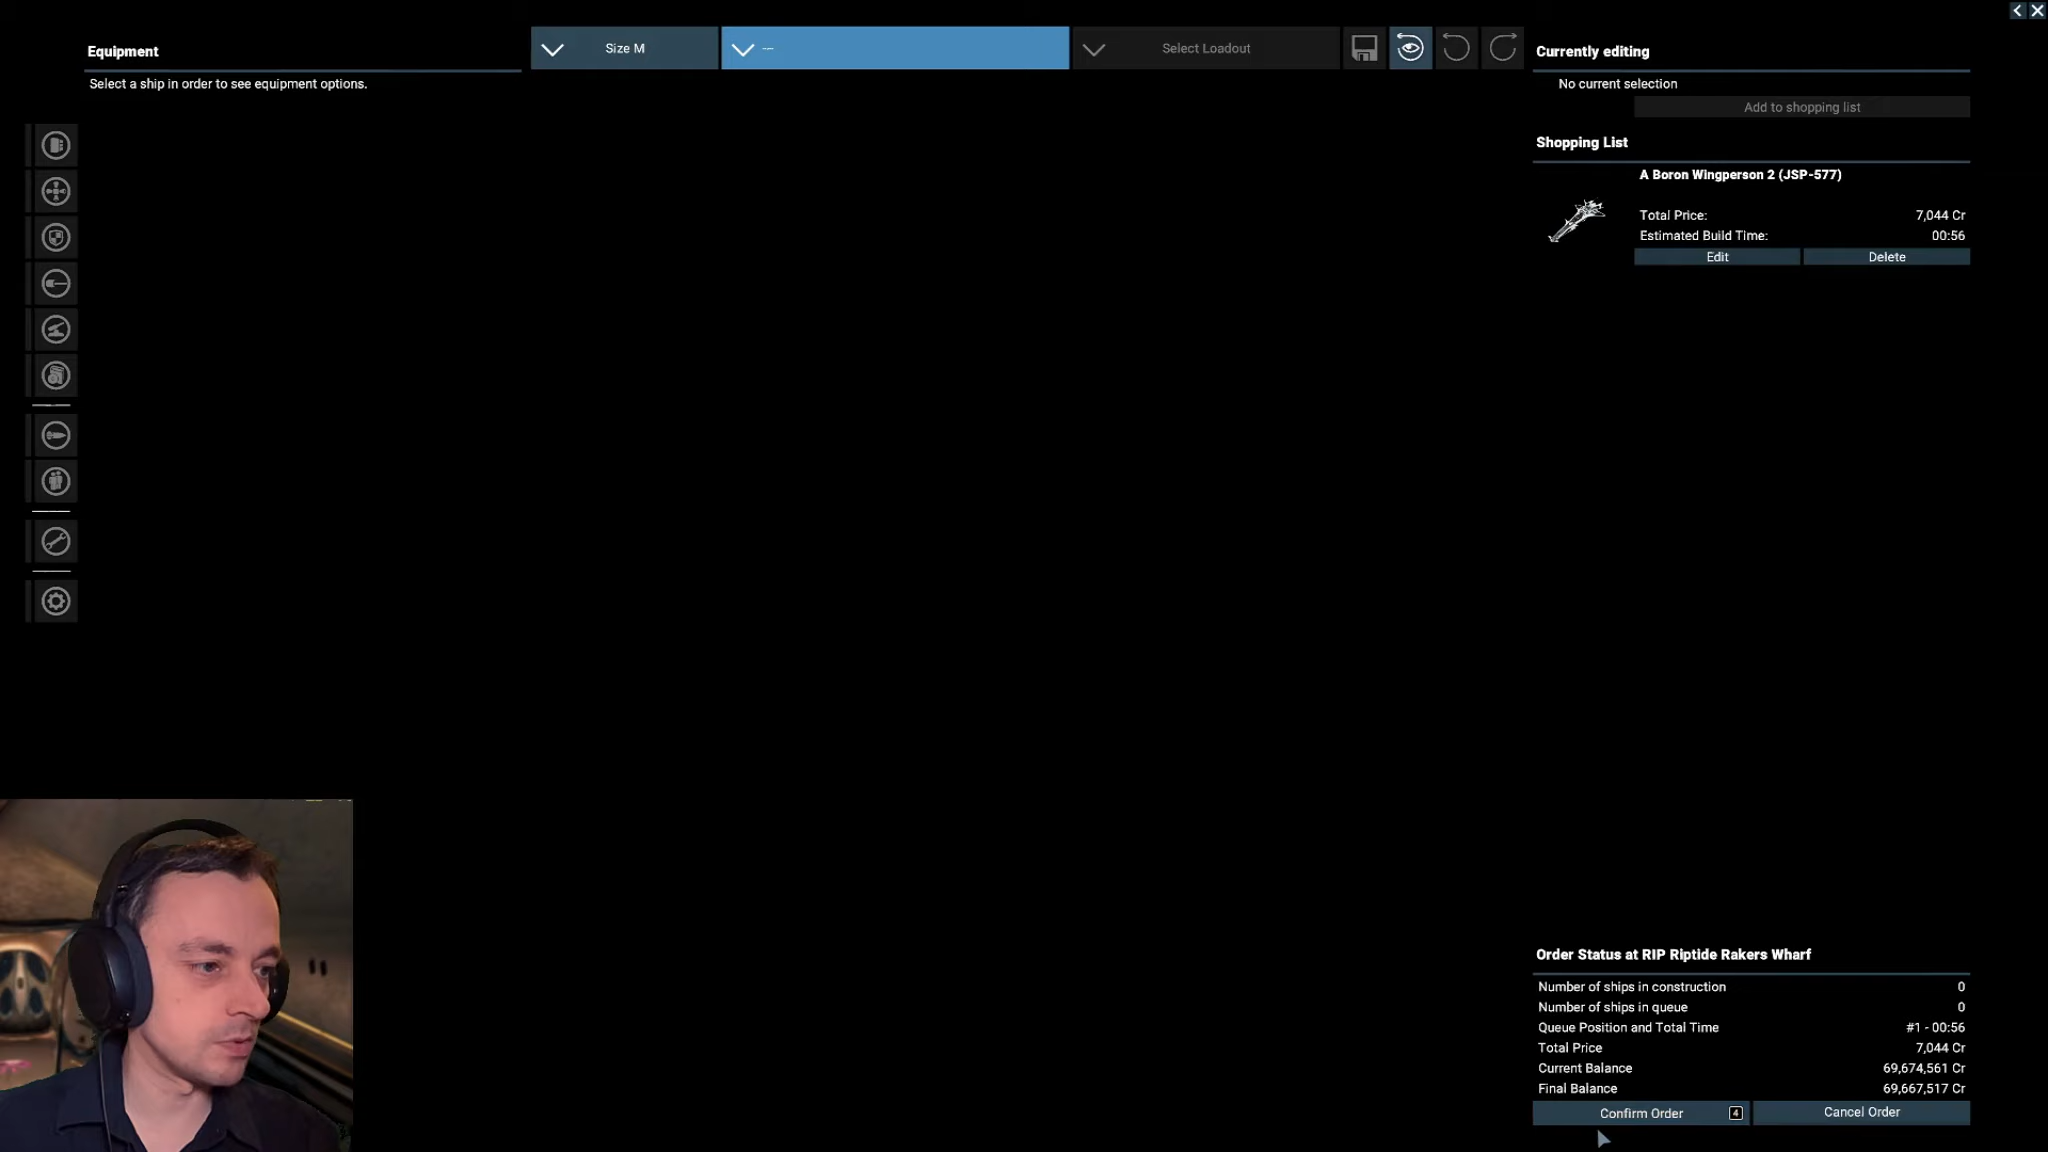 Equipment
Select a ship in order to see equipment options.
Size M
---
Select Loadout
Currently editing
No current selection
Add to shopping list
Shopping List
A Boron Wingperson 2 (JSP-577)
Total Price: 7,044 Cr
Estimated Build Time: 00:56
Edit Delete
Order Status at RIP Riptide Rakers Wharf
Number of ships in construction 0
Number of ships in queue 0
Queue Position and Total Time #1 - 00:56
Total Price 7,044 Cr
Current Balance 69,674,561 Cr
Final Balance 69,667,517 Cr
Confirm Order 4 Cancel Order